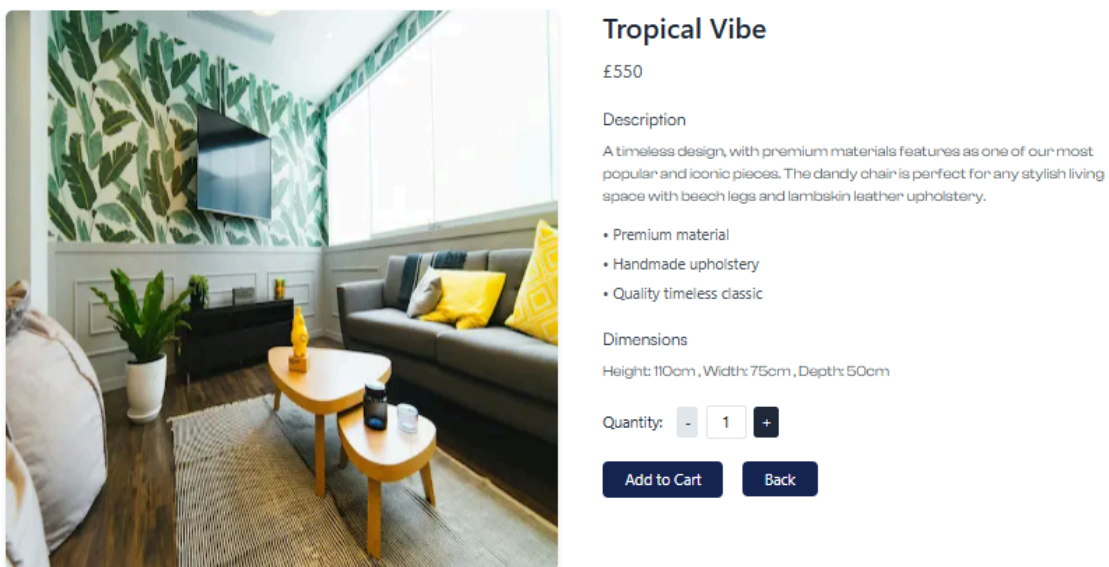 Tropical Vibe
£550
Description
A timeless design, with premium materials features as one of our most
popular and iconic pieces. The dandy chair is perfect for any stylish living
space with beech legs and lambskin leather upholstery.
• Premium material
• Handmade upholstery
• Quality timeless classic
Dimensions
Height: 110cm , Width: 75cm , Depth: 50cm
Quantity: - 1 +
Add to Cart Back